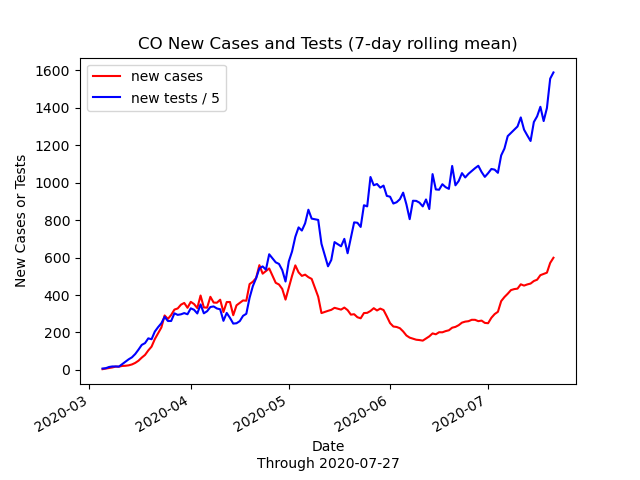 CO New Cases and Tests (7-day rolling mean)
new cases
new tests / 5
1600
1400
1200
1000
800
600
400
200
0
New Cases or Tests
2020-03
2020-04
2020-05
2020-06
2020-07
Date
Through 2020-07-27